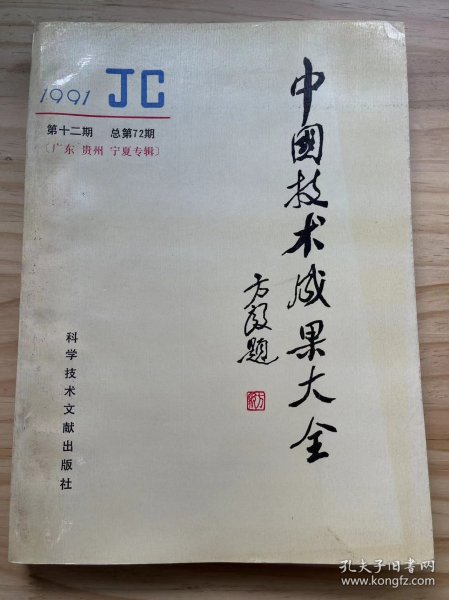 1991 JC
第十二期 总第72期
〔广东 贵州 宁夏专辑〕
中國技术成果大全
方毅题
科学技术文献出版社
孔夫子旧书网
www.kongfz.com